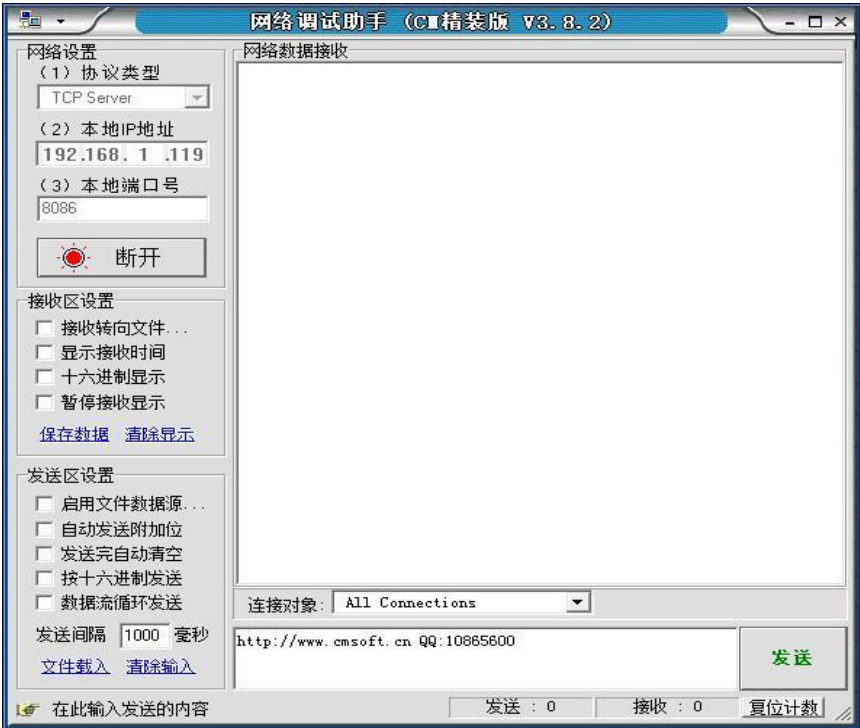 网络调试助手 (CM精装版 V3.8.2)
网络设置
(1) 协议类型
TCP Server
(2) 本地IP地址
192.168. 1 .119
(3) 本地端口号
8086
断开
接收区设置
接收转向文件...
显示接收时间
十六进制显示
暂停接收显示
保存数据 清除显示
发送区设置
启用文件数据源...
自动发送附加位
发送完自动清空
按十六进制发送
数据流循环发送
发送间隔 1000 毫秒
文件载入 清除输入
网络数据接收
连接对象: All Connections
http://www.cmsoft.cn QQ:10865600
发送
在此输入发送的内容
发送 : 0
接收 : 0
复位计数